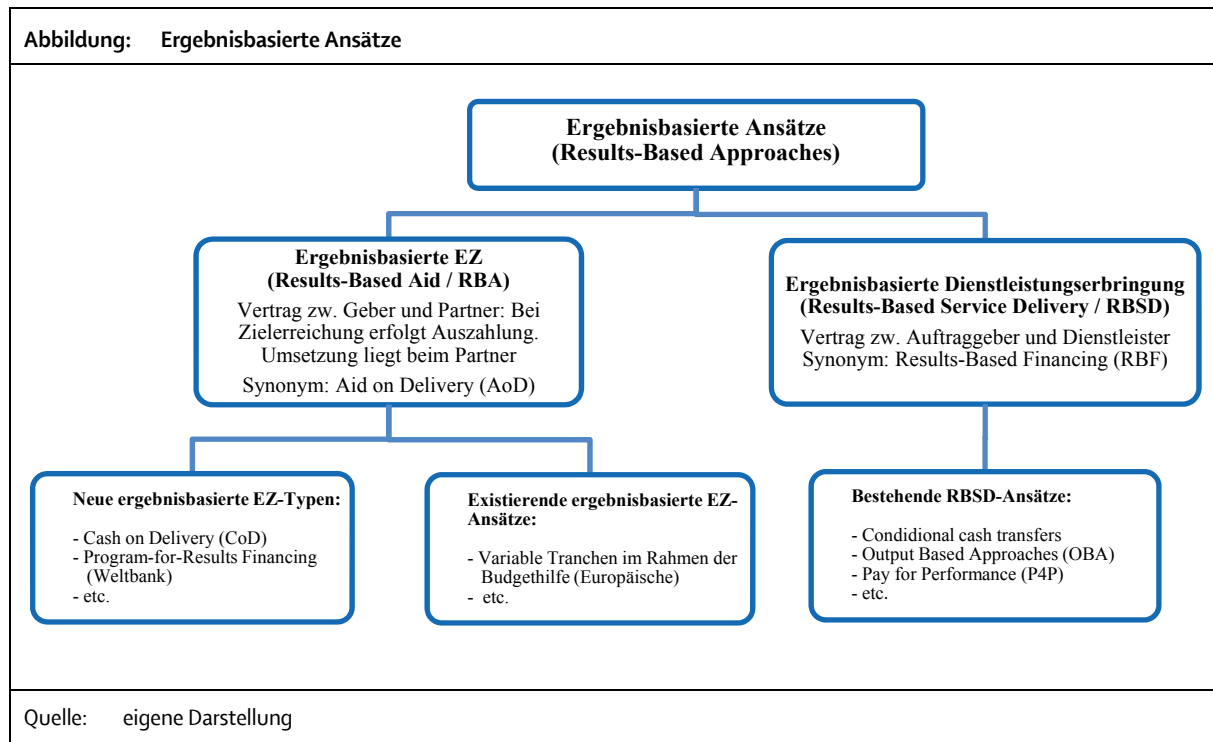 Abbildung: Ergebnisbasierte Ansätze
Ergebnisbasierte Ansätze
(Results-Based Approaches)
Ergebnisbasierte EZ
(Results-Based Aid / RBA)
Vertrag zw. Geber und Partner: Bei
Zielerreichung erfolgt Auszahlung.
Umsetzung liegt beim Partner
Synonym: Aid on Delivery (AoD)
Ergebnisbasierte Dienstleistungserbringung
(Results-Based Service Delivery / RBSD)
Vertrag zw. Auftraggeber und Dienstleister
Synonym: Results-Based Financing (RBF)
Neue ergebnisbasierte EZ-Typen:
- Cash on Delivery (CoD)
- Program-for-Results Financing
(Weltbank)
- etc.
Existierende ergebnisbasierte EZ-
Ansätze:
- Variable Tranchen im Rahmen der
Budgethilfe (Europäische)
- etc.
Bestehende RBSD-Ansätze:
- Condidional cash transfers
- Output Based Approaches (OBA)
- Pay for Performance (P4P)
- etc.
Quelle: eigene Darstellung